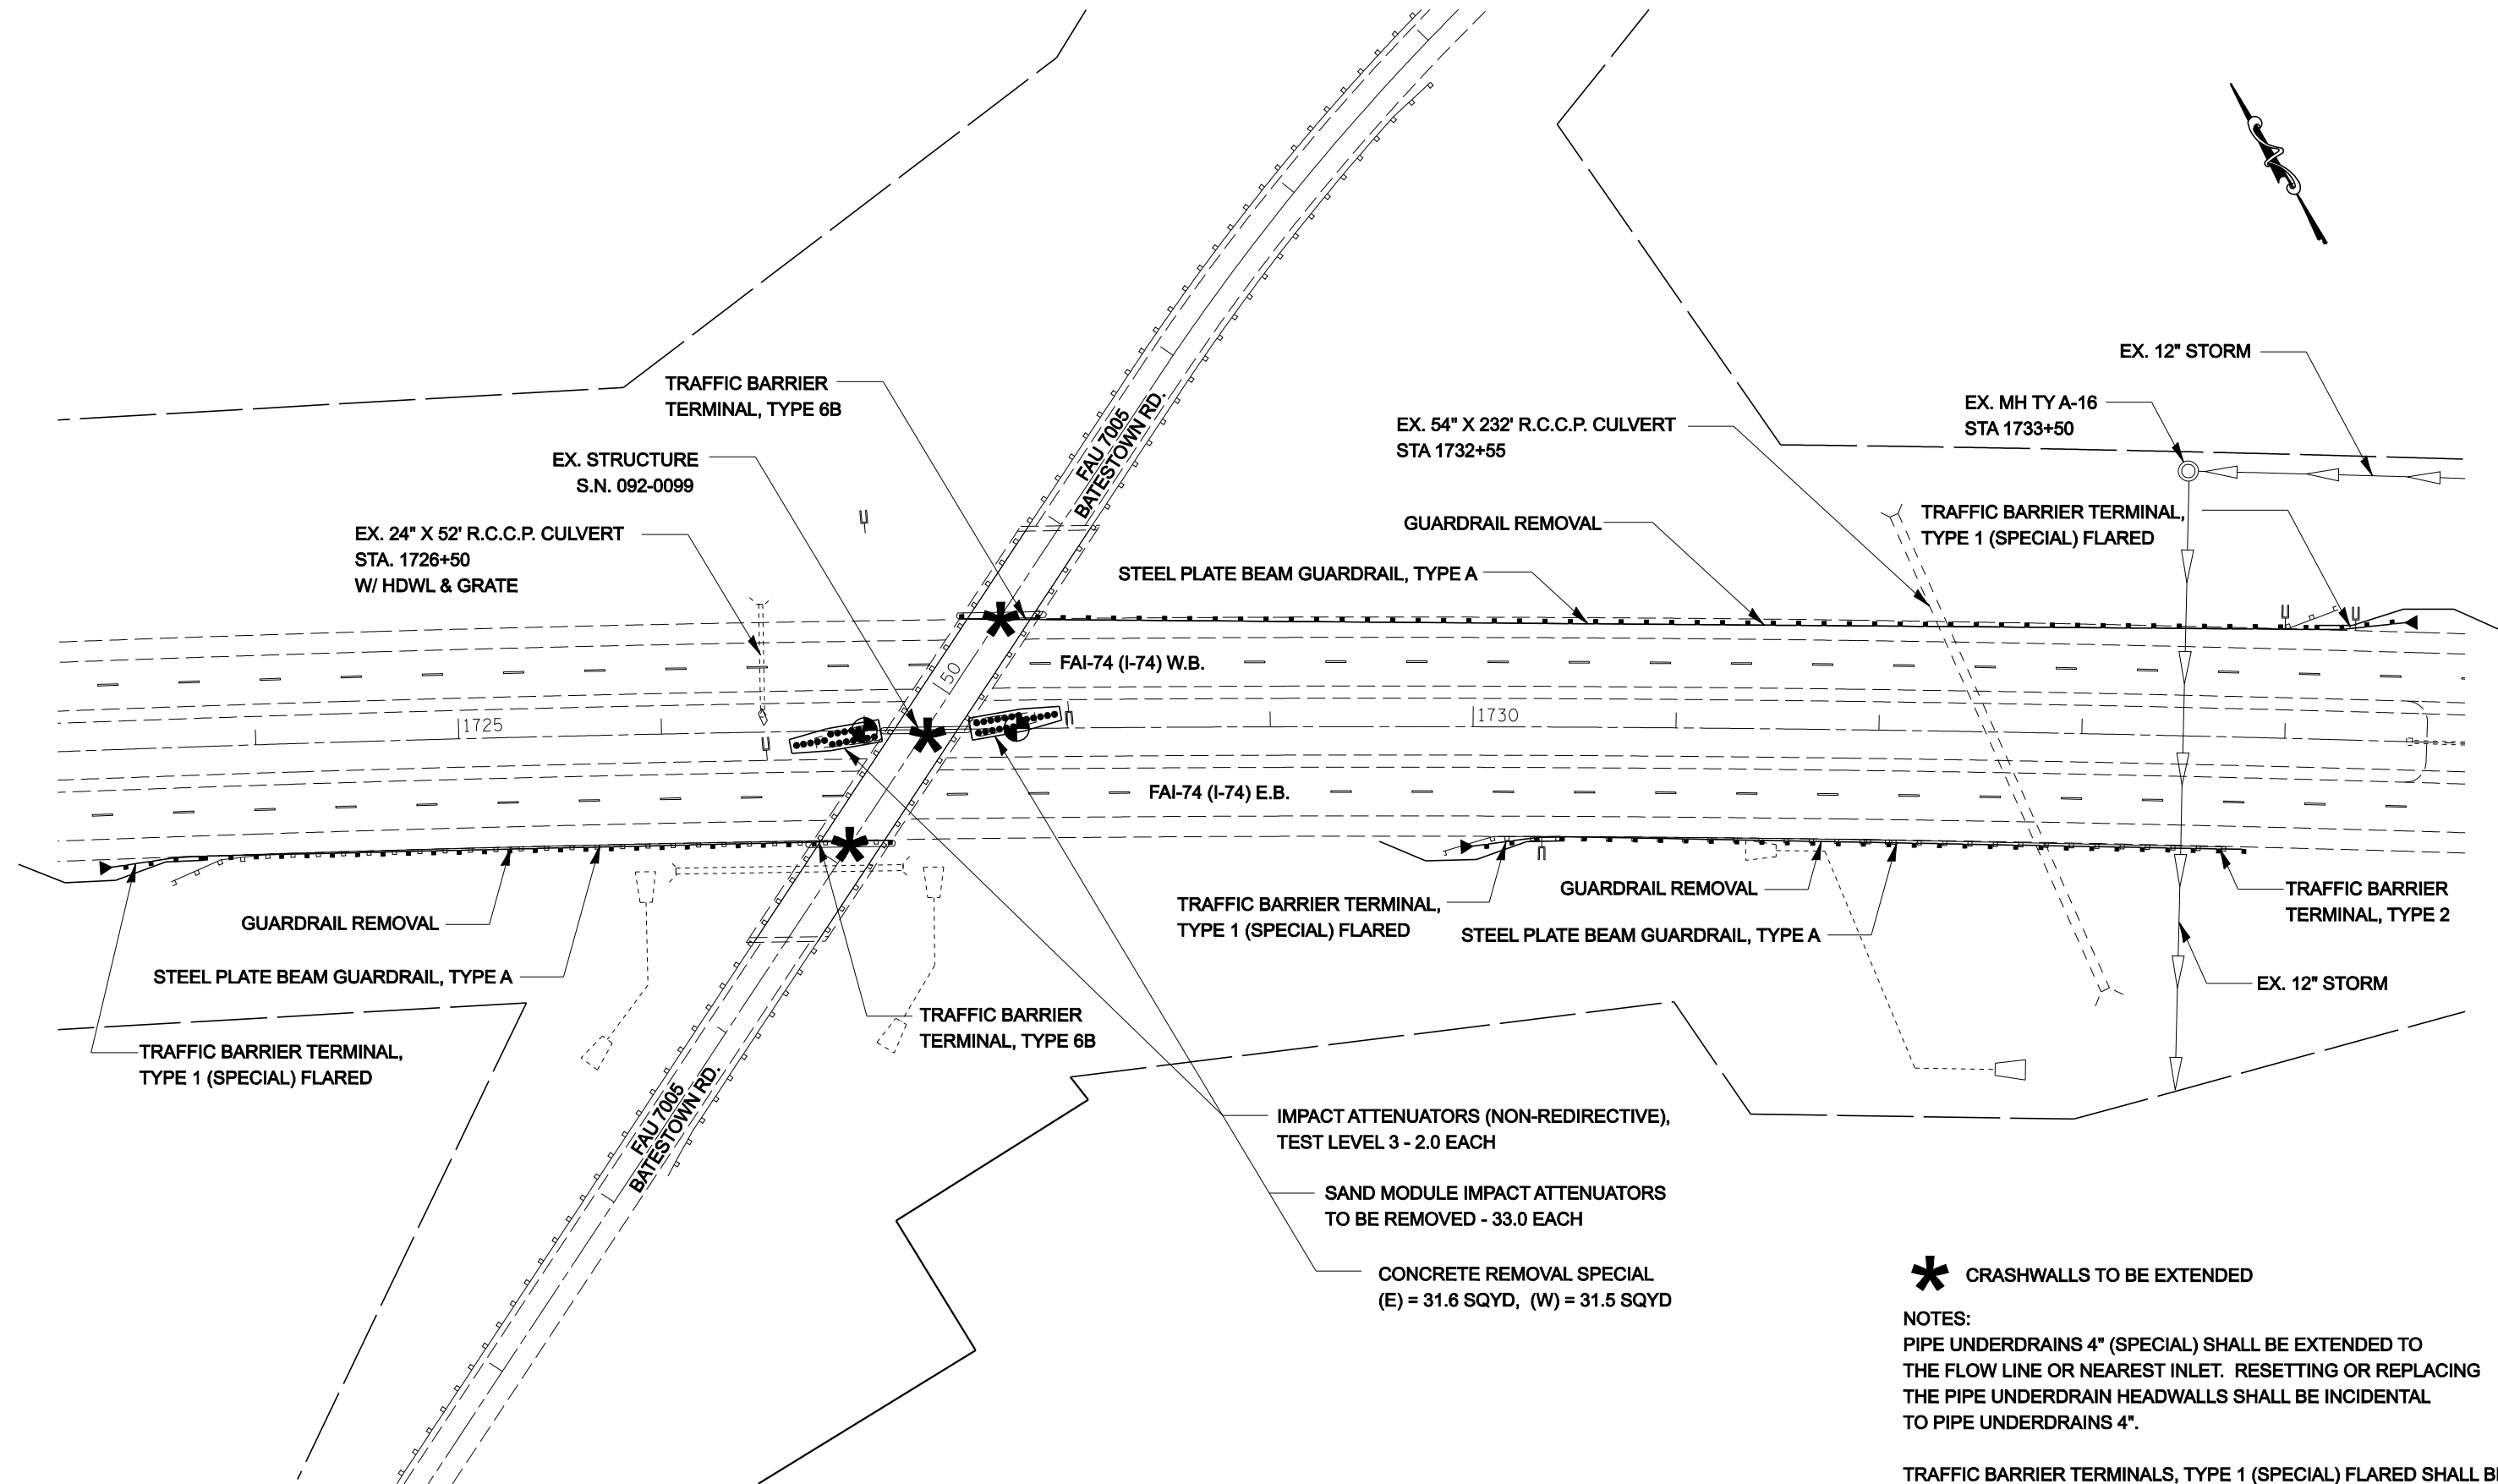 TRAFFIC BARRIER
TERMINAL, TYPE 6B
EX. STRUCTURE
S.N. 092-0099
EX. 24" X 52' R.C.C.P. CULVERT
STA. 1726+50
W/ HDWL & GRATE
FAU 7005
BATESTOWN RD.
EX. 12" STORM
EX. MH TY A-16
STA 1733+50
EX. 54" X 232' R.C.C.P. CULVERT
STA 1732+55
TRAFFIC BARRIER TERMINAL,
TYPE 1 (SPECIAL) FLARED
GUARDRAIL REMOVAL
STEEL PLATE BEAM GUARDRAIL, TYPE A
FAI-74 (I-74) W.B.
50
1725
1730
FAI-74 (I-74) E.B.
GUARDRAIL REMOVAL
STEEL PLATE BEAM GUARDRAIL, TYPE A
TRAFFIC BARRIER TERMINAL,
TYPE 1 (SPECIAL) FLARED
TRAFFIC BARRIER
TERMINAL, TYPE 6B
TRAFFIC BARRIER TERMINAL,
TYPE 1 (SPECIAL) FLARED
GUARDRAIL REMOVAL
STEEL PLATE BEAM GUARDRAIL, TYPE A
TRAFFIC BARRIER
TERMINAL, TYPE 2
EX. 12" STORM
FAU 7005
BATESTOWN RD.
IMPACT ATTENUATORS (NON-REDIRECTIVE),
TEST LEVEL 3 - 2.0 EACH
SAND MODULE IMPACT ATTENUATORS
TO BE REMOVED - 33.0 EACH
CONCRETE REMOVAL SPECIAL
(E) = 31.6 SQYD, (W) = 31.5 SQYD
* CRASHWALLS TO BE EXTENDED
NOTES:
PIPE UNDERDRAINS 4" (SPECIAL) SHALL BE EXTENDED TO
THE FLOW LINE OR NEAREST INLET. RESETTING OR REPLACING
THE PIPE UNDERDRAIN HEADWALLS SHALL BE INCIDENTAL
TO PIPE UNDERDRAINS 4".
TRAFFIC BARRIER TERMINALS, TYPE 1 (SPECIAL) FLARED SHALL BE